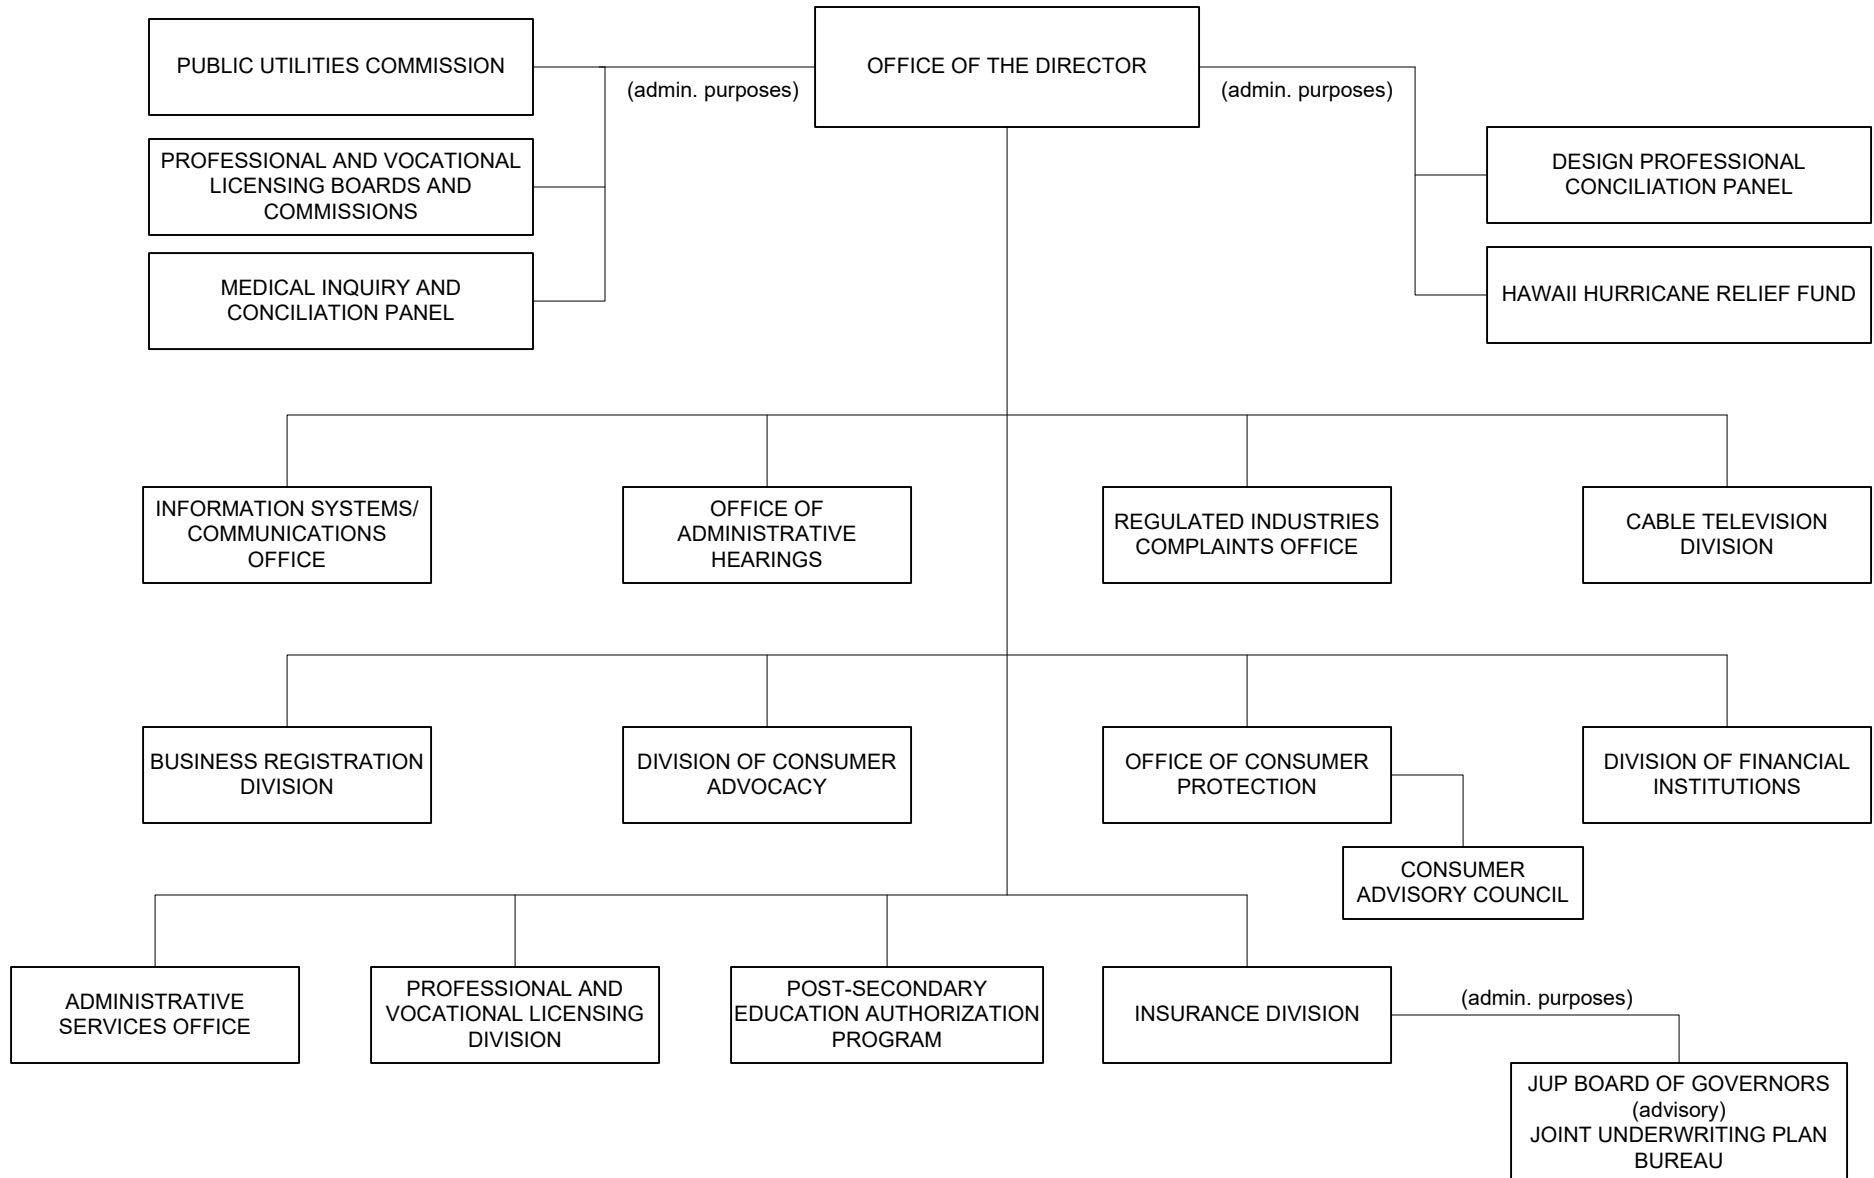 PUBLIC UTILITIES COMMISSION
(admin. purposes)
OFFICE OF THE DIRECTOR
(admin. purposes)
PROFESSIONAL AND VOCATIONAL
LICENSING BOARDS AND
COMMISSIONS
DESIGN PROFESSIONAL
CONCILIATION PANEL
MEDICAL INQUIRY AND
CONCILIATION PANEL
HAWAII HURRICANE RELIEF FUND
INFORMATION SYSTEMS/
COMMUNICATIONS
OFFICE
OFFICE OF
ADMINISTRATIVE
HEARINGS
REGULATED INDUSTRIES
COMPLAINTS OFFICE
CABLE TELEVISION
DIVISION
BUSINESS REGISTRATION
DIVISION
DIVISION OF CONSUMER
ADVOCACY
OFFICE OF CONSUMER
PROTECTION
DIVISION OF FINANCIAL
INSTITUTIONS
CONSUMER
ADVISORY COUNCIL
ADMINISTRATIVE
SERVICES OFFICE
PROFESSIONAL AND
VOCATIONAL LICENSING
DIVISION
POST-SECONDARY
EDUCATION AUTHORIZATION
PROGRAM
INSURANCE DIVISION
(admin. purposes)
JUP BOARD OF GOVERNORS
(advisory)
JOINT UNDERWRITING PLAN
BUREAU